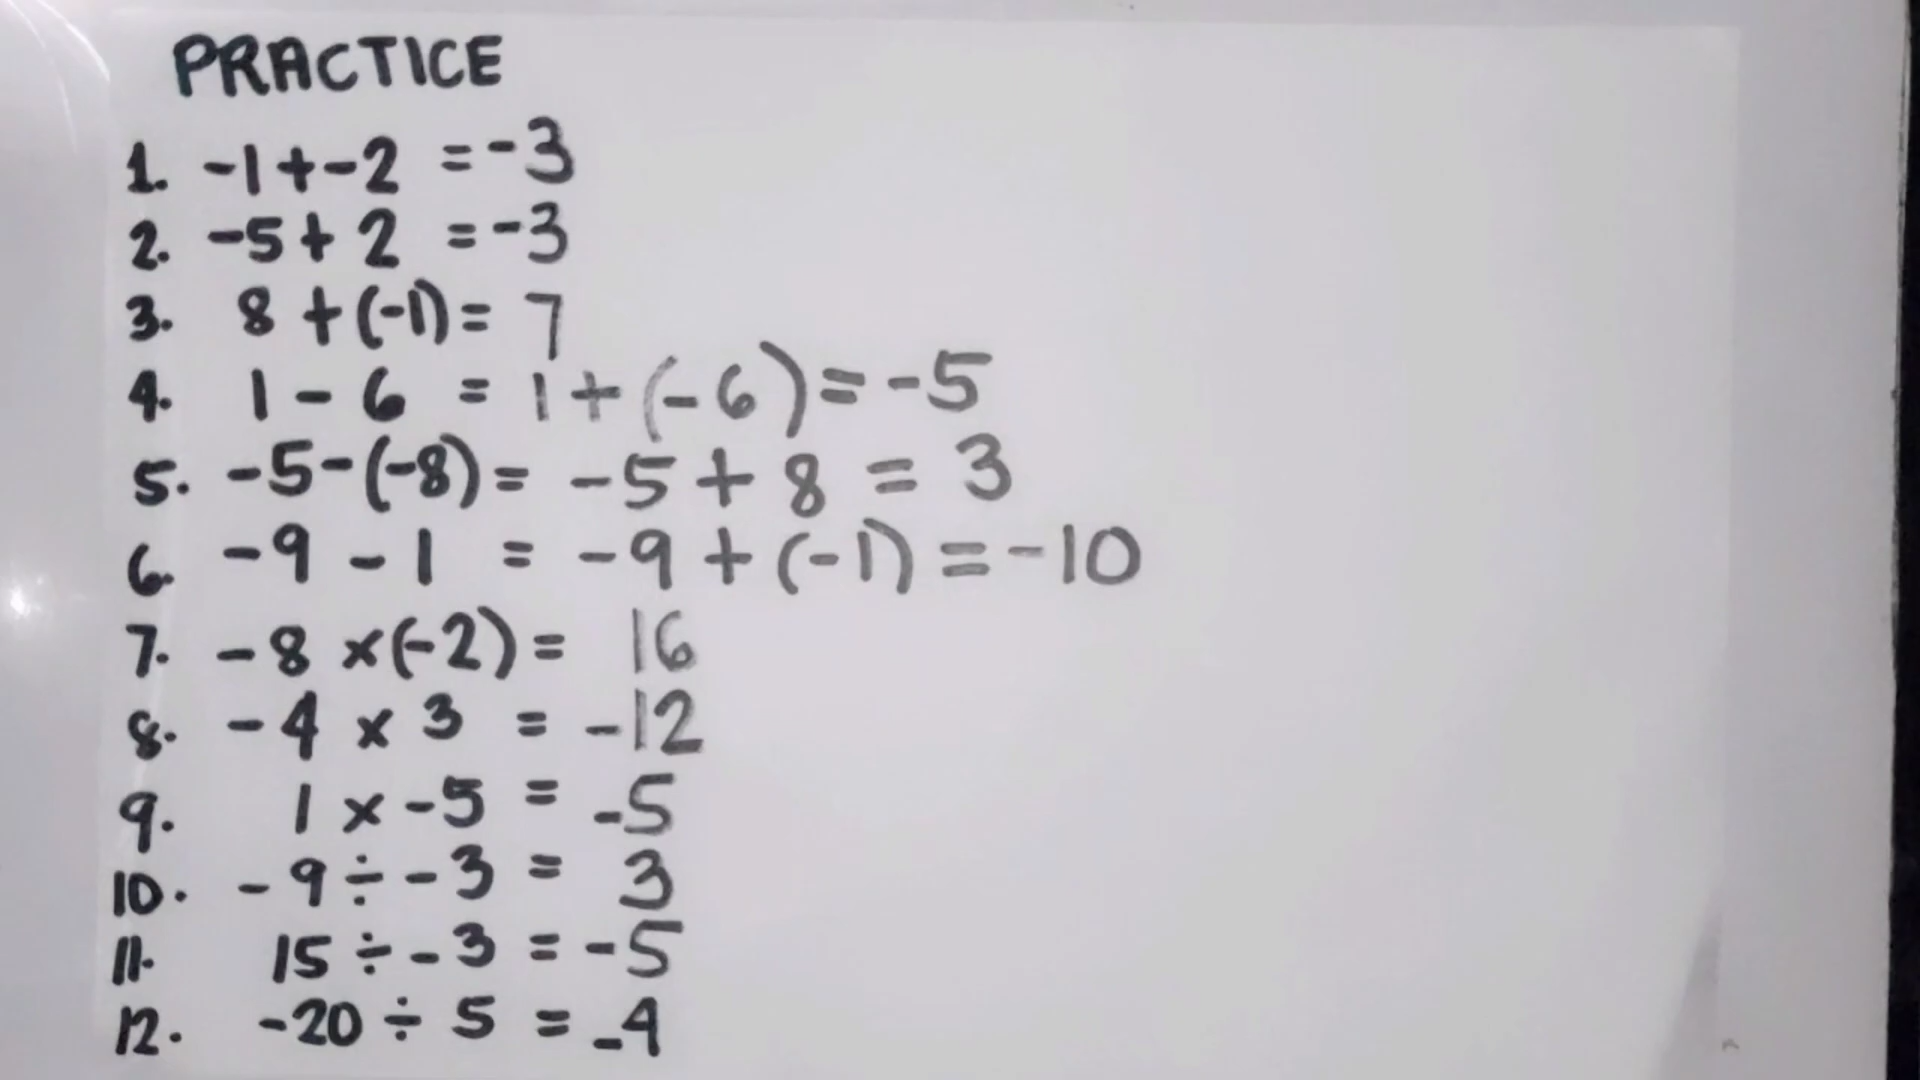 PRACTICE
1. -1+-2 = -3
2. -5+2 = -3
3. 8+(-1)= 7
4. 1-6 = 1+(-6)=-5
5. -5-(-8)= -5+8 = 3
6. -9-1 = -9+(-1)=-10
7. -8×(-2)= 16
8. -4×3 = -12
9. 1×-5 = -5
10. -9÷-3 = 3
11. 15÷-3 = -5
12. -20÷5 = -4